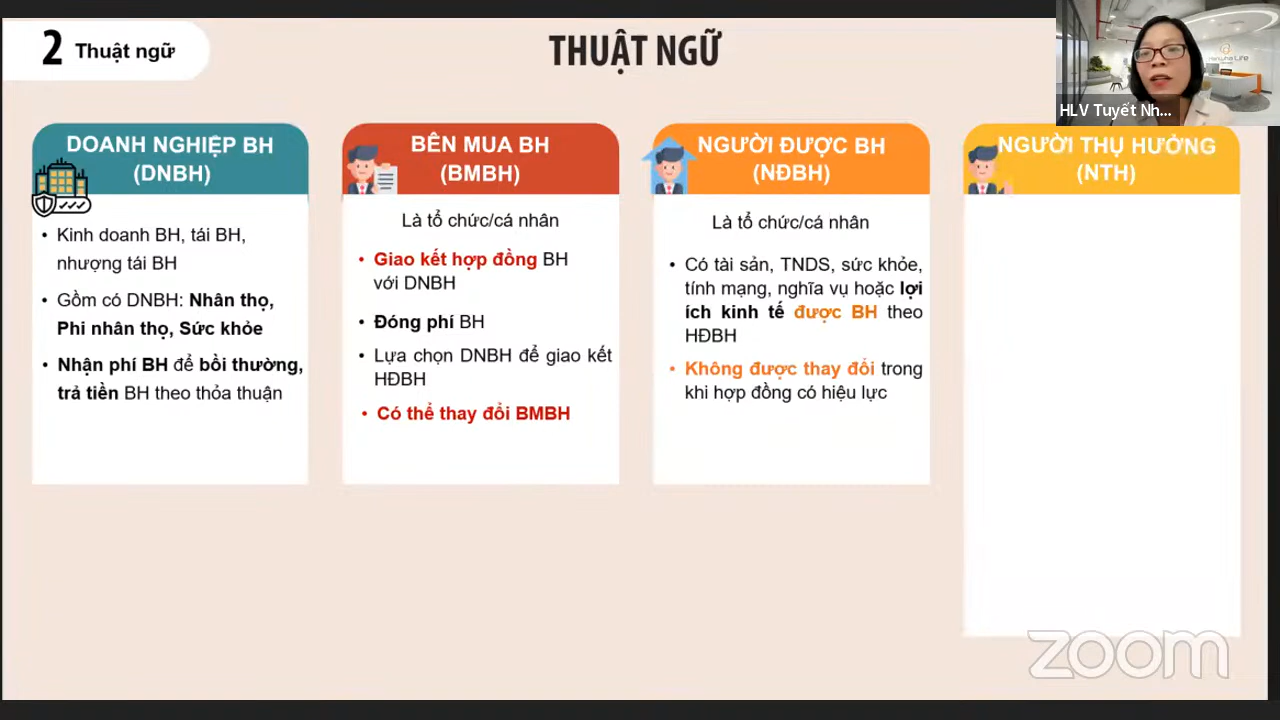 2 Thuật ngữ
THUẬT NGỮ
HLV Tuyết Nh...
DOANH NGHIỆP BH
(DNBH)
• Kinh doanh BH, tái BH,
nhượng tái BH
• Gồm có DNBH: Nhân thọ,
Phi nhân thọ, Sức khỏe
• Nhận phí BH để bồi thường,
trả tiền BH theo thỏa thuận
BÊN MUA BH
(BMBH)
Là tổ chức/cá nhân
• Giao kết hợp đồng BH
với DNBH
• Đóng phí BH
• Lựa chọn DNBH để giao kết
HĐBH
• Có thể thay đổi BMBH
NGƯỜI ĐƯỢC BH
(NĐBH)
Là tổ chức/cá nhân
• Có tài sản, TNDS, sức khỏe,
tính mạng, nghĩa vụ hoặc lợi
ích kinh tế được BH theo
HĐBH
• Không được thay đổi trong
khi hợp đồng có hiệu lực
NGƯỜI THỤ HƯỞNG
(NTH)
zoom